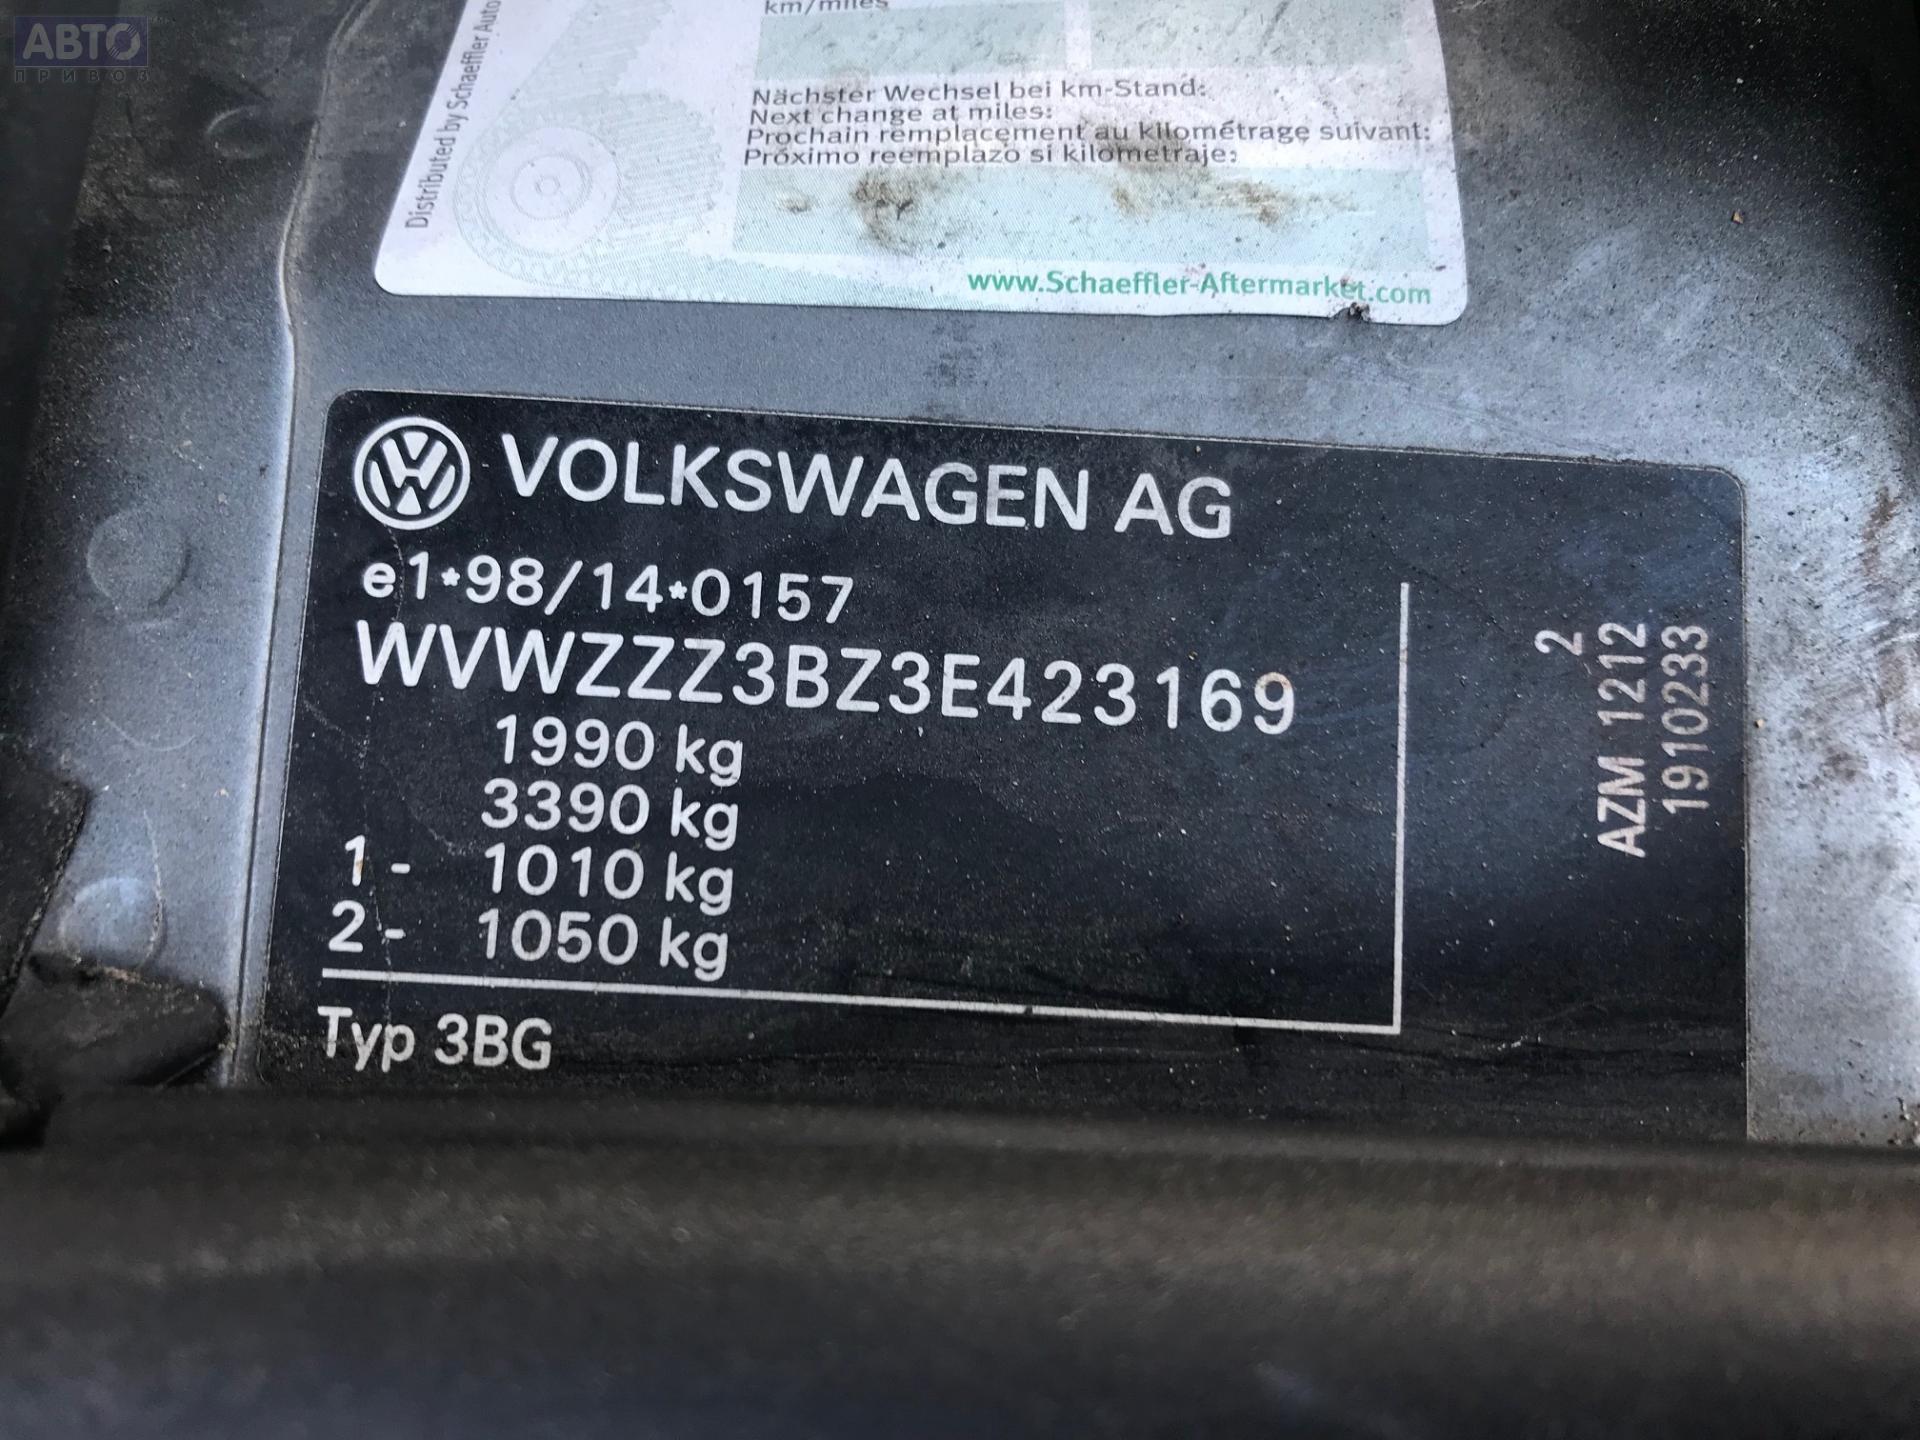 АВТО
ПРИВОЗ
Distributed by Schaeffler Auto
km/miles
Nächster Wechsel bei km-Stand:
Next change at miles:
Prochain remplacement au kilométrage suivant:
Próximo reemplazo si kilometraje:
www.Schaeffler-Aftermarket.com
VOLKSWAGEN AG
e1*98/14*0157
WVWZZZ3BZ3E423169
1990 kg
3390 kg
1- 1010 kg
2- 1050 kg
Typ 3BG
2
AZM 1212
1910233